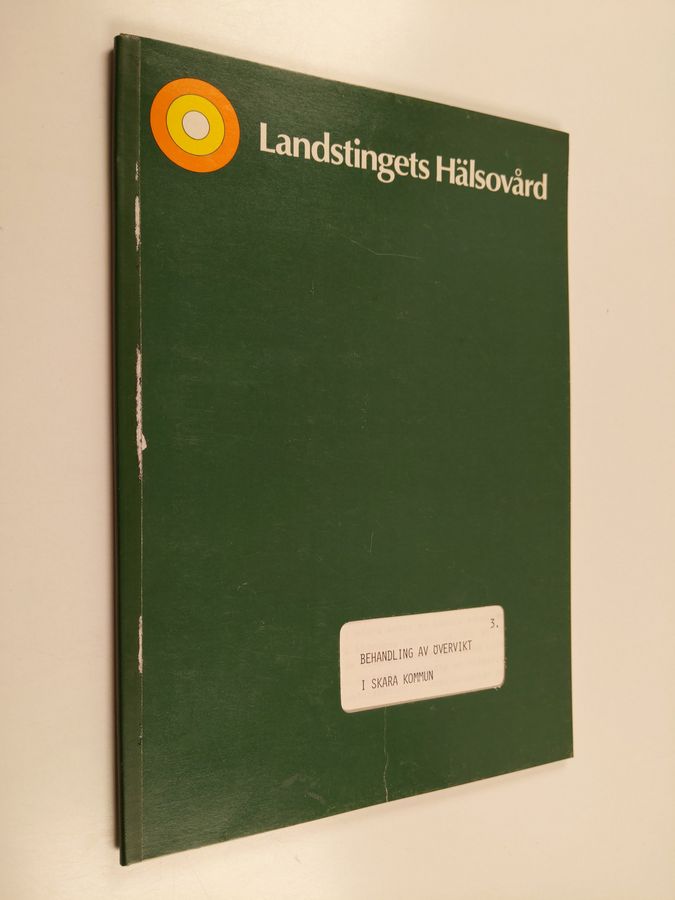 Landstingets Hälsovård
3.
BEHANDLING AV ÖVERVIKT
I SKARA KOMMUN